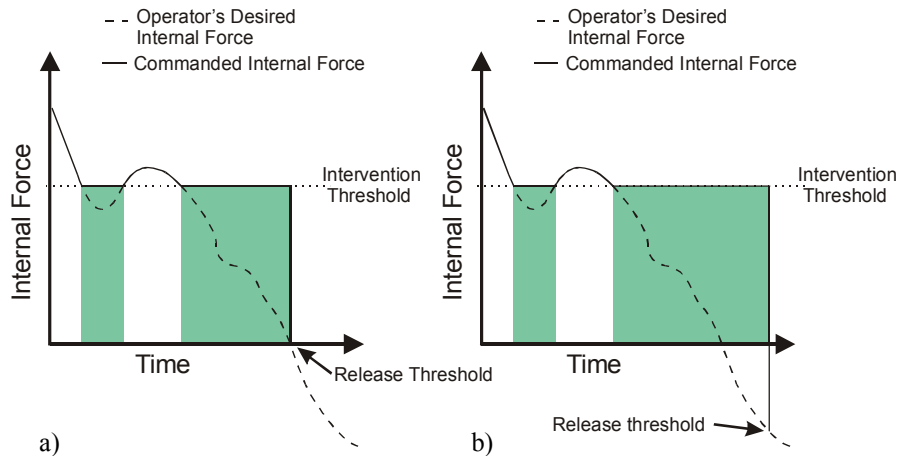 Operator's Desired
Internal Force
Commanded Internal Force
Internal Force
Intervention
Threshold
Time
Release Threshold
a)
Operator's Desired
Internal Force
Commanded Internal Force
Internal Force
Intervention
Threshold
Time
Release threshold
b)